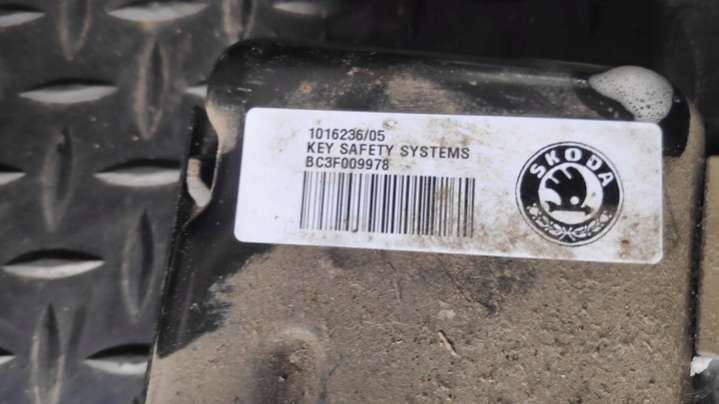 1016236/05
KEY SAFETY SYSTEMS
BC3F009978
SKODA